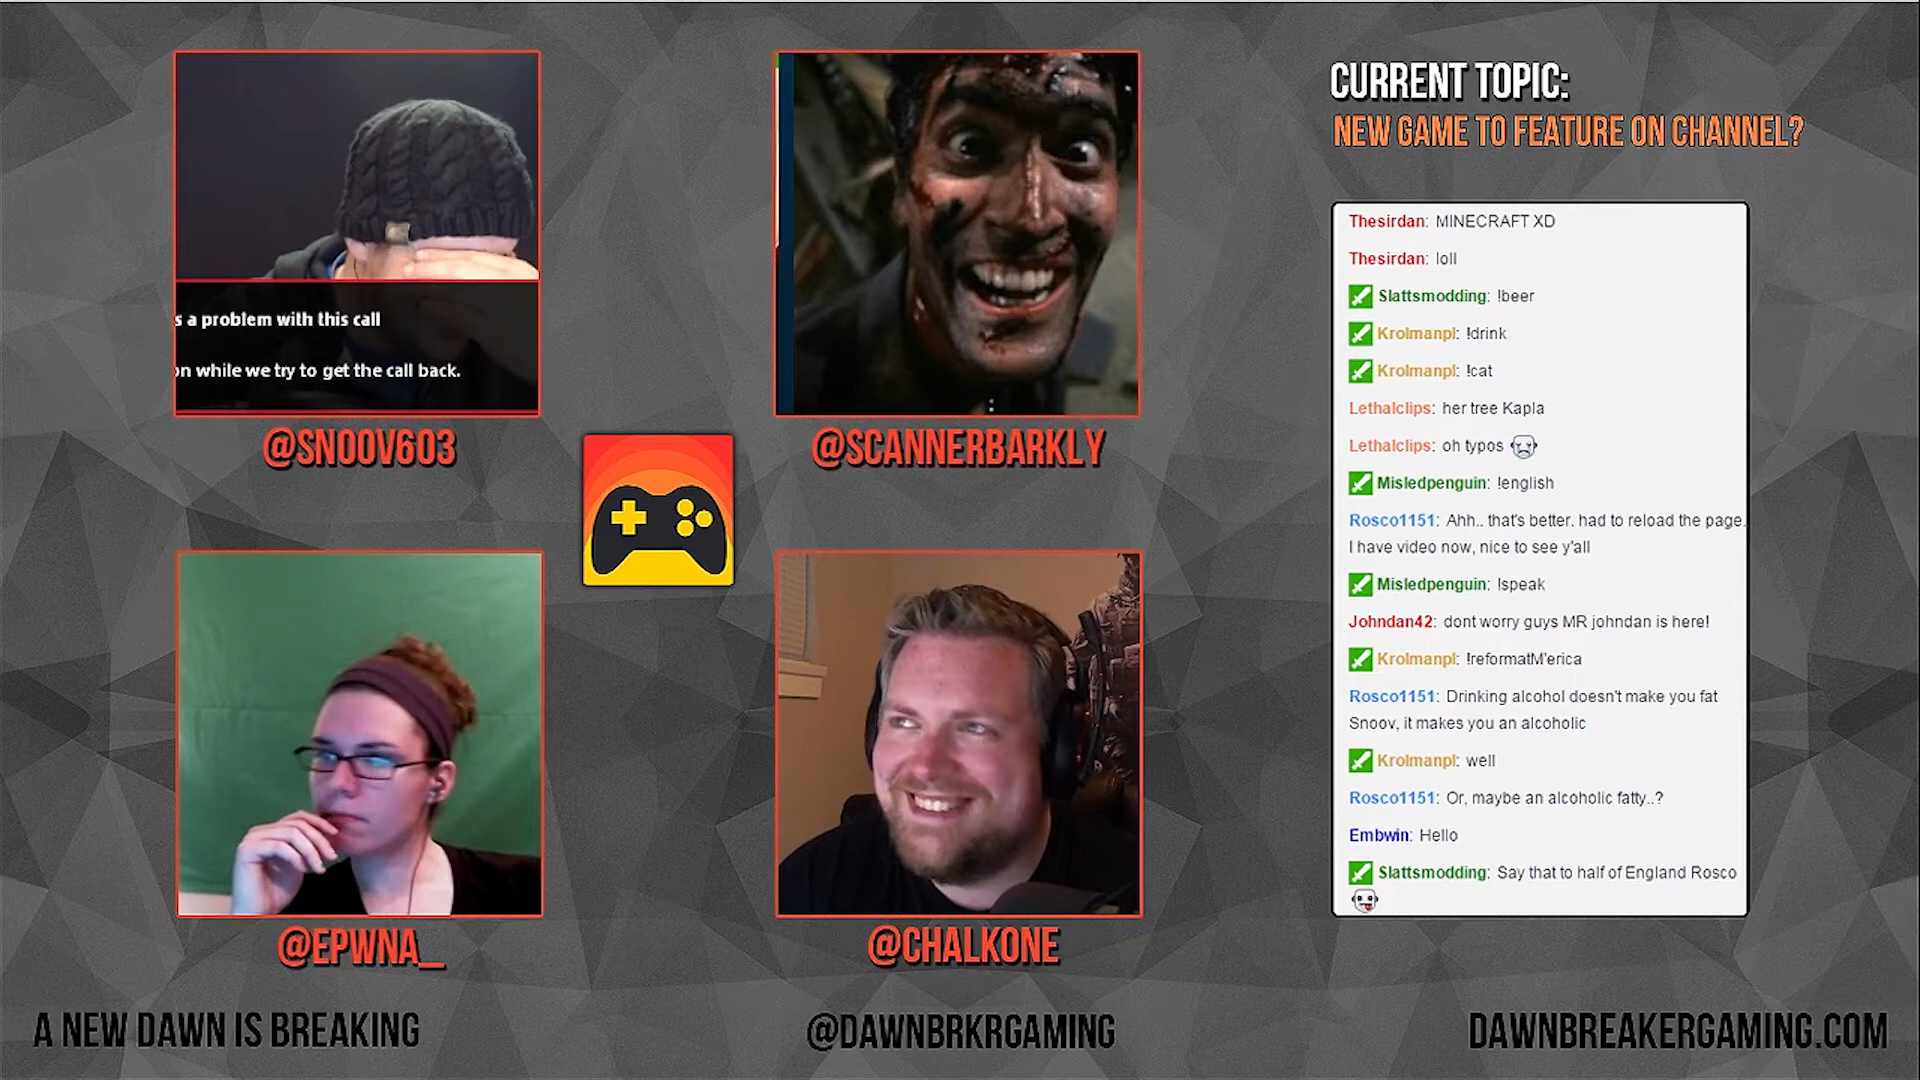 CURRENT TOPIC:
NEW GAME TO FEATURE ON CHANNEL?
s a problem with this call
on while we try to get the call back.
@SNOOV603
@SCANNERBARKLY
@EPWNA_
@CHALKONE
Thesirdan: MINECRAFT XD
Thesirdan: loll
Slattsmodding: !beer
Krolmanpl: !drink
Krolmanpl: !cat
Lethalclips: her tree Kapla
Lethalclips: oh typos
Misledpenguin: !english
Rosco1151: Ahh.. that's better. had to reload the page.
I have video now, nice to see y'all
Misledpenguin: !speak
Johndan42: dont worry guys MR johndan is here!
Krolmanpl: !reformatM'erica
Rosco1151: Drinking alcohol doesn't make you fat
Snoov, it makes you an alcoholic
Krolmanpl: well
Rosco1151: Or, maybe an alcoholic fatty..?
Embwin: Hello
Slattsmodding: Say that to half of England Rosco
A NEW DAWN IS BREAKING
@DAWNBRKRGAMING
DAWNBREAKERGAMING.COM